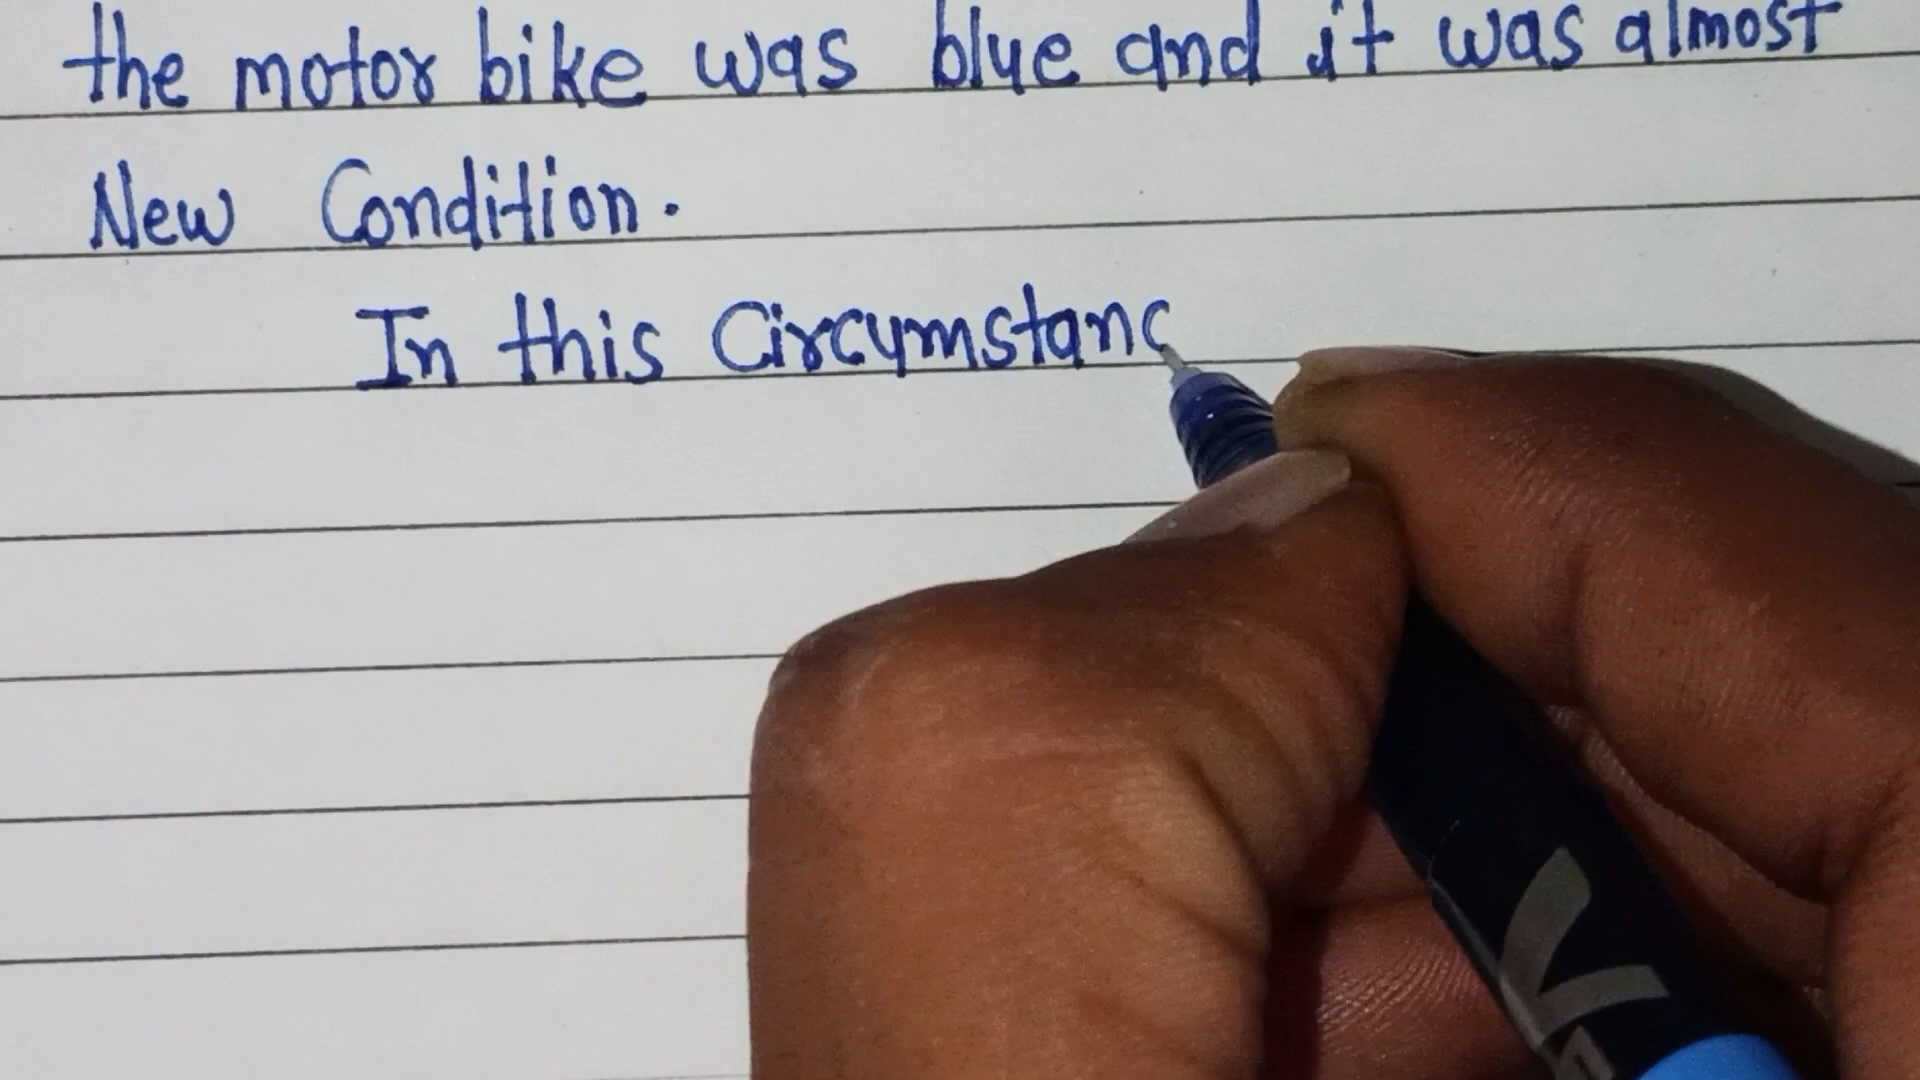 the motor bike was blue and it was almost
New Condition.
In this Circumstanc